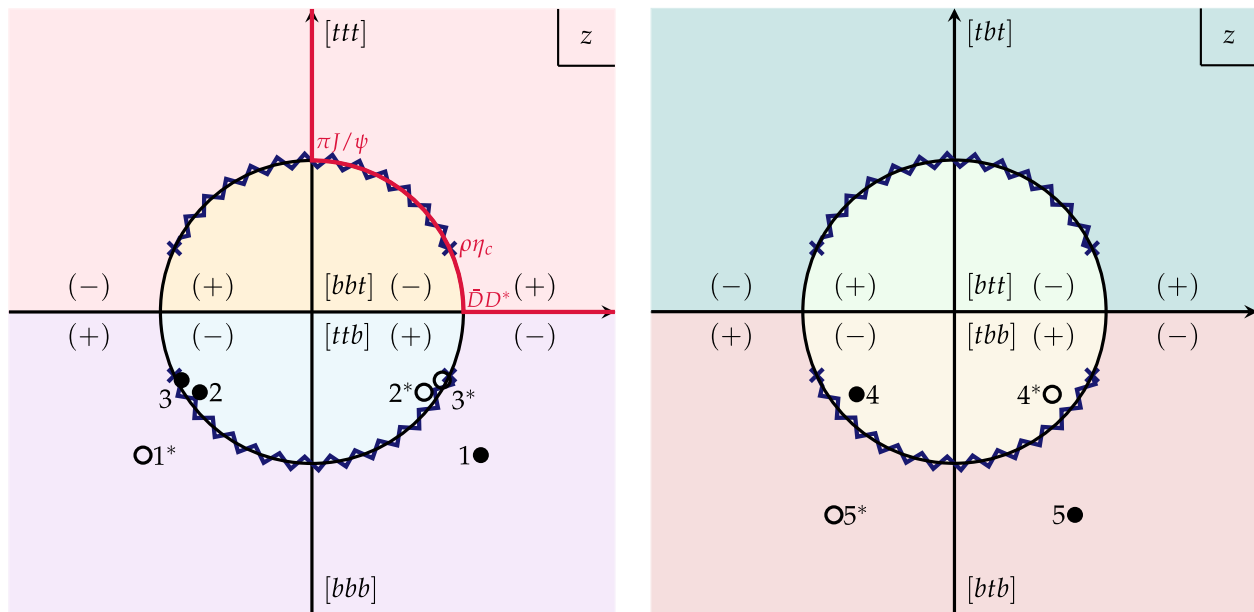 [ttt]
z
πJ/ψ
ρη_c
(−) (+) [bbt] (−) (+)
D̄D*
(+) (−) [ttb] (+) (−)
3 2 2* 3*
1* 1
[bbb]
[tbt]
z
(−) (+) [btt] (−) (+)
(+) (−) [tbb] (+) (−)
4 4*
5* 5
[btb]